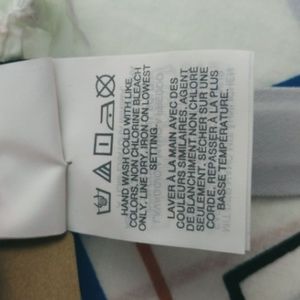 HAND WASH COLD WITH LIKE
COLORS. NON CHLORINE BLEACH
ONLY. LINE DRY. IRON ON LOWEST
SETTING.
LAVER À LA MAIN AVEC DES
COULEURS SIMILAIRES. AGENT
DE BLANCHIMENT NON CHLORÉ
SEULEMENT. SÉCHER SUR UNE
CORDE. REPASSER À LA PLUS
BASSE TEMPÉRATURE.